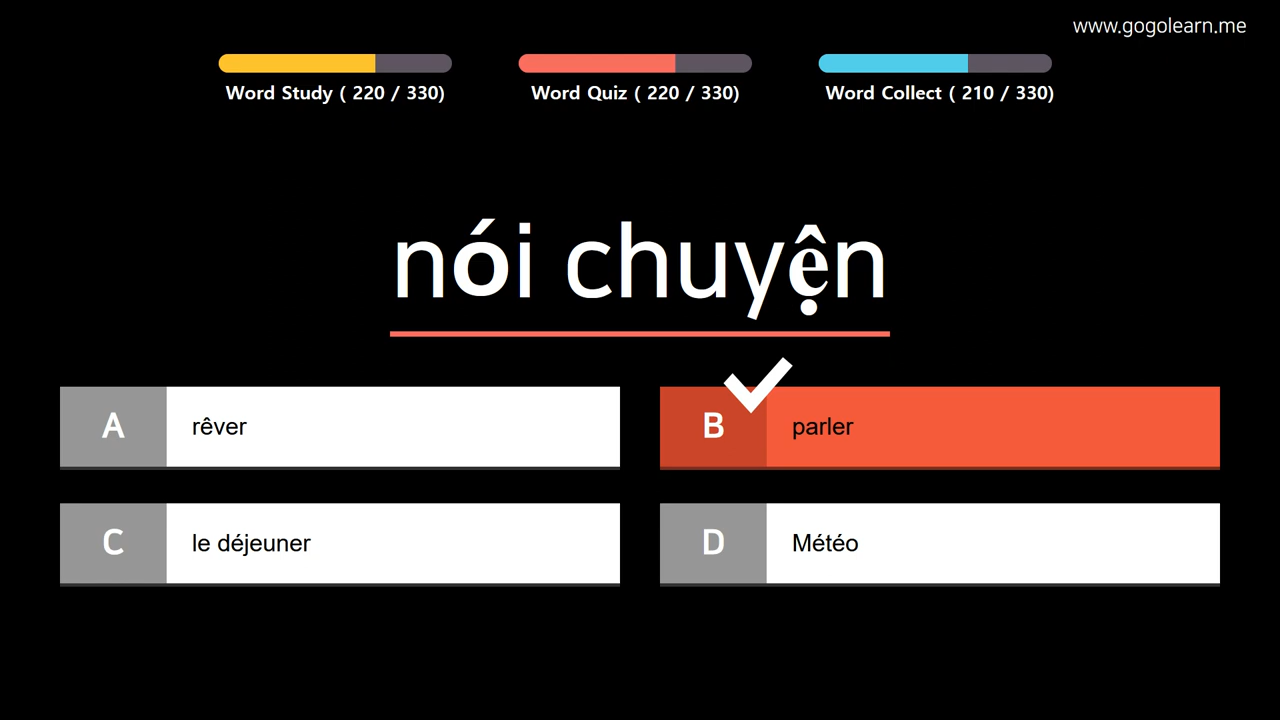 www.gogolearn.me
Word Study ( 220 / 330)
Word Quiz ( 220 / 330)
Word Collect ( 210 / 330)
nói chuyện
A rêver
B parler
C le déjeuner
D Météo